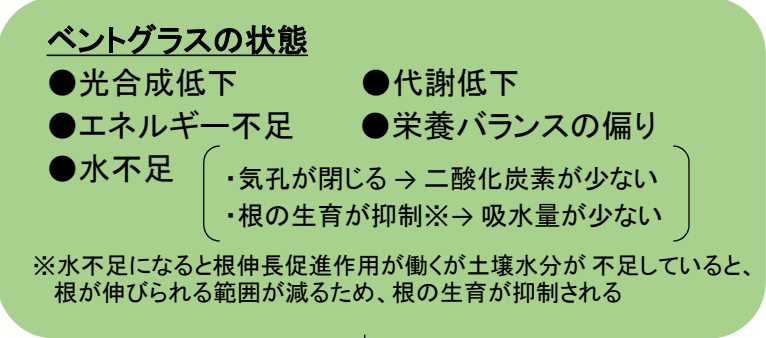 ベントグラスの状態
●光合成低下 ●代謝低下
●エネルギー不足 ●栄養バランスの偏り
●水不足
・気孔が閉じる → 二酸化炭素が少ない
・根の生育が抑制※→ 吸水量が少ない
※水不足になると根伸長促進作用が働くが土壌水分が 不足していると、
根が伸びられる範囲が減るため、根の生育が抑制される